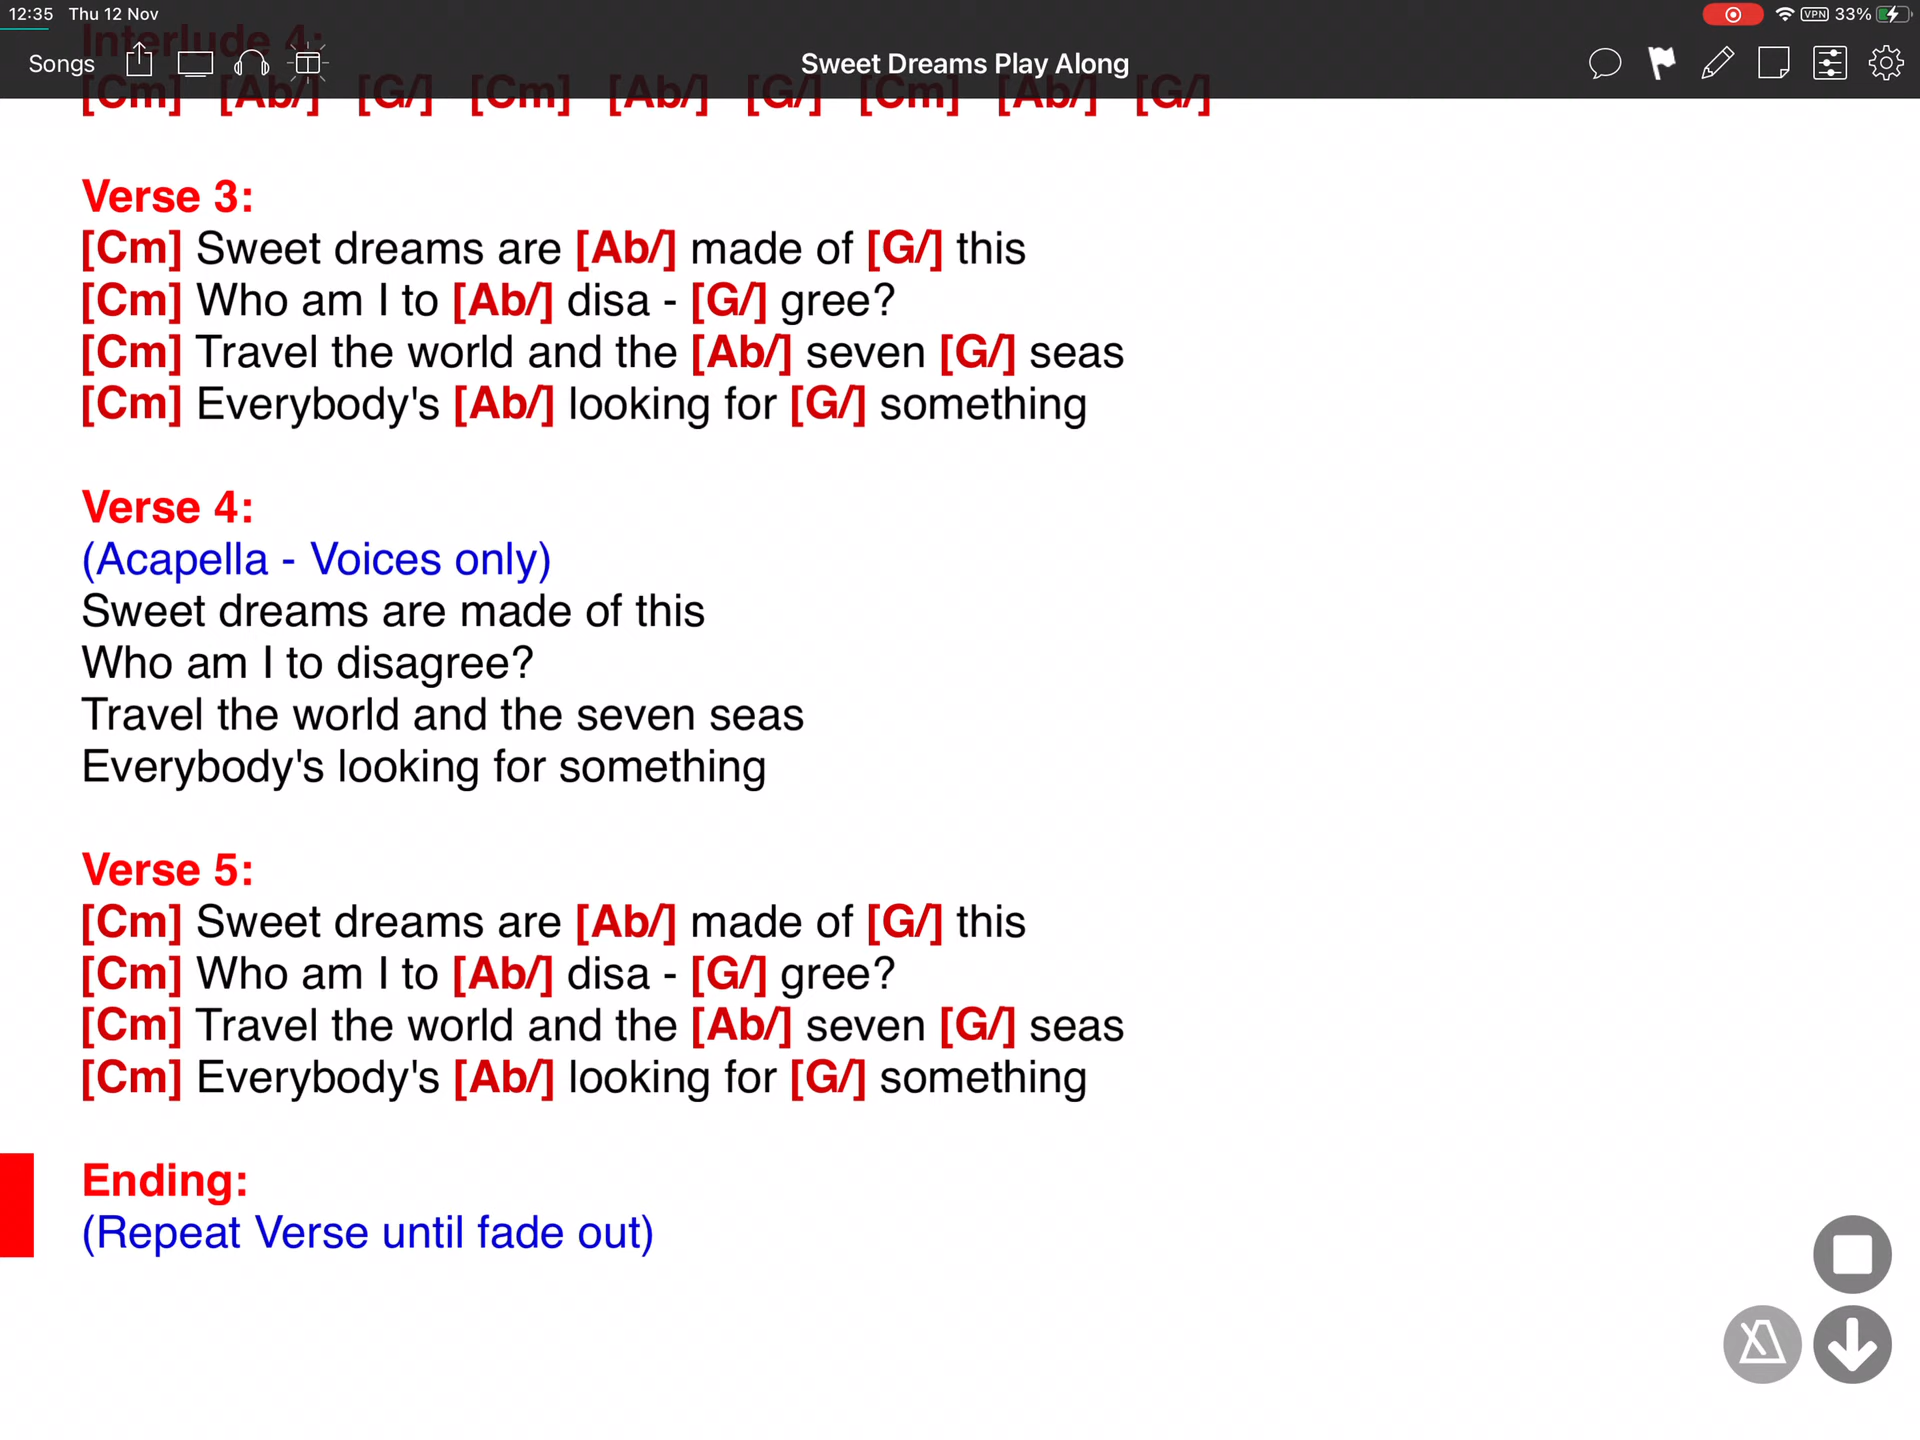 12:35 Thu 12 Nov
VPN 33%
Interlude 4:
Songs
Sweet Dreams Play Along
[Cm] [Ab/] [G/] [Cm] [Ab/] [G/] [Cm] [Ab/] [G/]
Verse 3:
[Cm] Sweet dreams are [Ab/] made of [G/] this
[Cm] Who am I to [Ab/] disa - [G/] gree?
[Cm] Travel the world and the [Ab/] seven [G/] seas
[Cm] Everybody's [Ab/] looking for [G/] something
Verse 4:
(Acapella - Voices only)
Sweet dreams are made of this
Who am I to disagree?
Travel the world and the seven seas
Everybody's looking for something
Verse 5:
[Cm] Sweet dreams are [Ab/] made of [G/] this
[Cm] Who am I to [Ab/] disa - [G/] gree?
[Cm] Travel the world and the [Ab/] seven [G/] seas
[Cm] Everybody's [Ab/] looking for [G/] something
Ending:
(Repeat Verse until fade out)